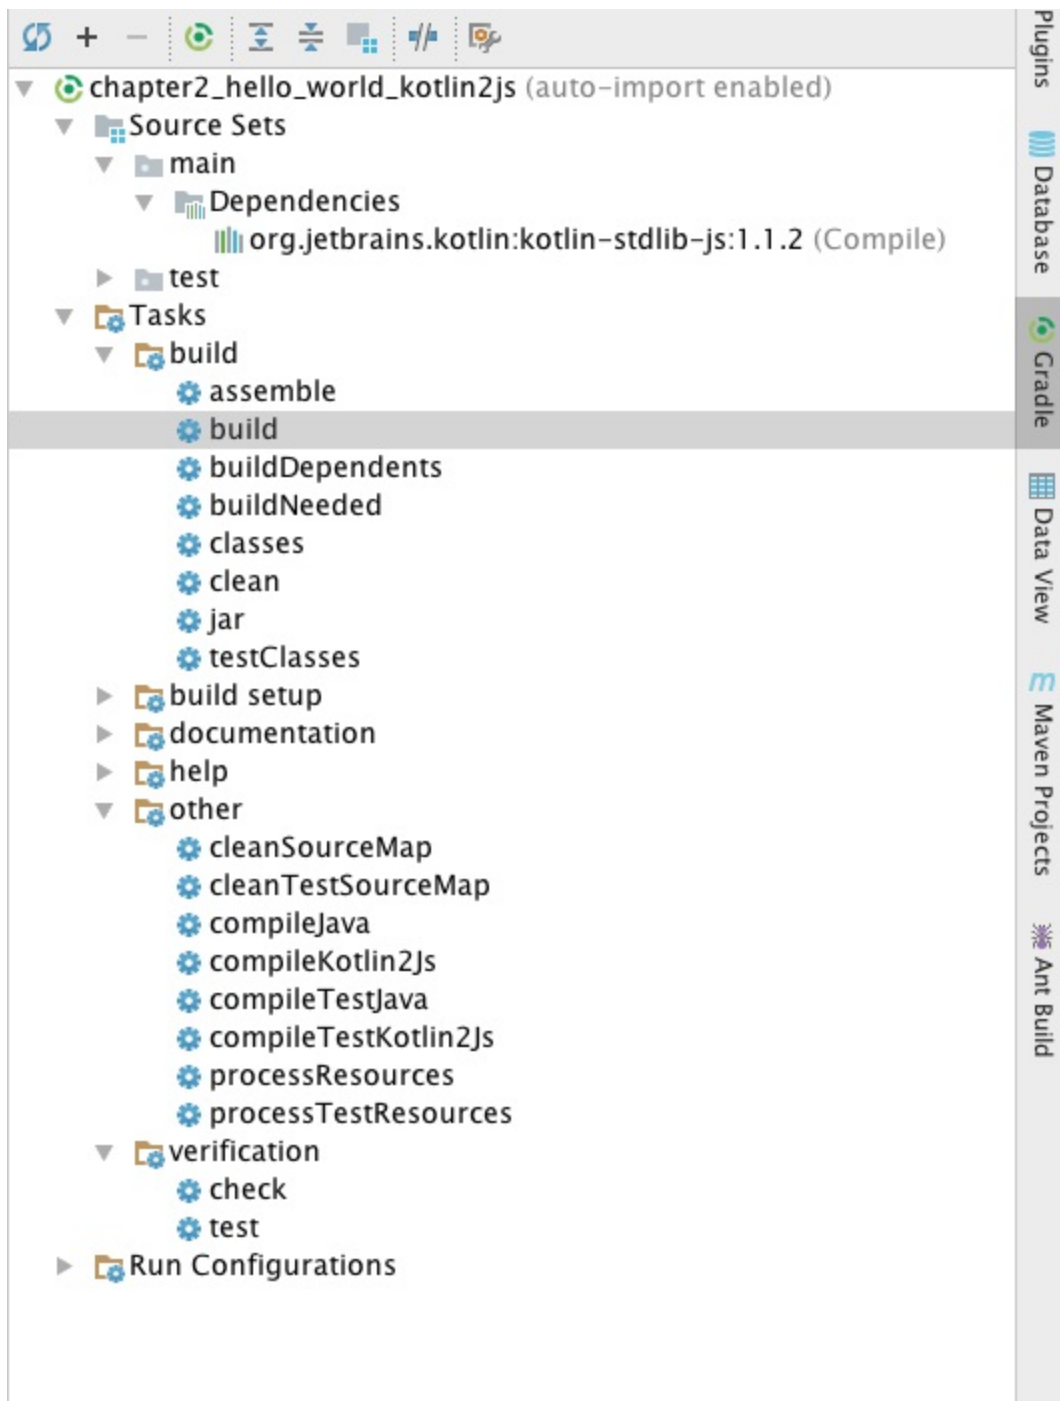 chapter2_hello_world_kotlin2js (auto-import enabled)
Source Sets
main
Dependencies
org.jetbrains.kotlin:kotlin-stdlib-js:1.1.2 (Compile)
test
Tasks
build
assemble
build
buildDependents
buildNeeded
classes
clean
jar
testClasses
build setup
documentation
help
other
cleanSourceMap
cleanTestSourceMap
compileJava
compileKotlin2Js
compileTestJava
compileTestKotlin2Js
processResources
processTestResources
verification
check
test
Run Configurations
Plugins
Database
Gradle
Data View
m Maven Projects
Ant Build